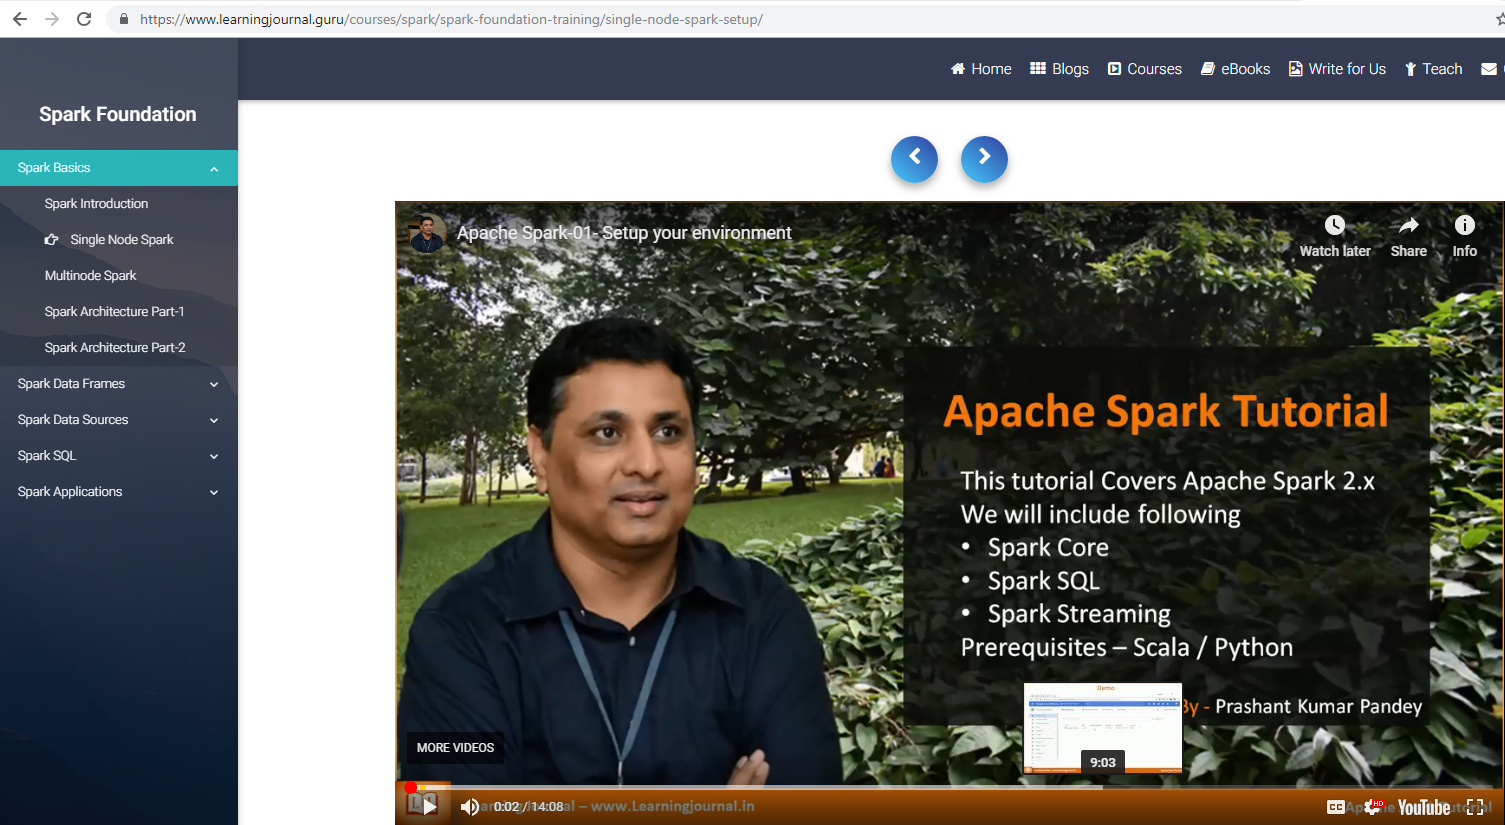 https://www.learningjournal.guru/courses/spark/spark-foundation-training/single-node-spark-setup/
Home Blogs Courses eBooks Write for Us Teach
Spark Foundation
Spark Basics
Spark Introduction
Single Node Spark
Multinode Spark
Spark Architecture Part-1
Spark Architecture Part-2
Spark Data Frames
Spark Data Sources
Spark SQL
Spark Applications
Apache Spark-01- Setup your environment
Watch later Share Info
Apache Spark Tutorial
This tutorial Covers Apache Spark 2.x
We will include following
• Spark Core
• Spark SQL
• Spark Streaming
Prerequisites – Scala / Python
Demo
By - Prashant Kumar Pandey
MORE VIDEOS
9:03
0:02 / 14:08
– www.Learningjournal.in
CC HD YouTube